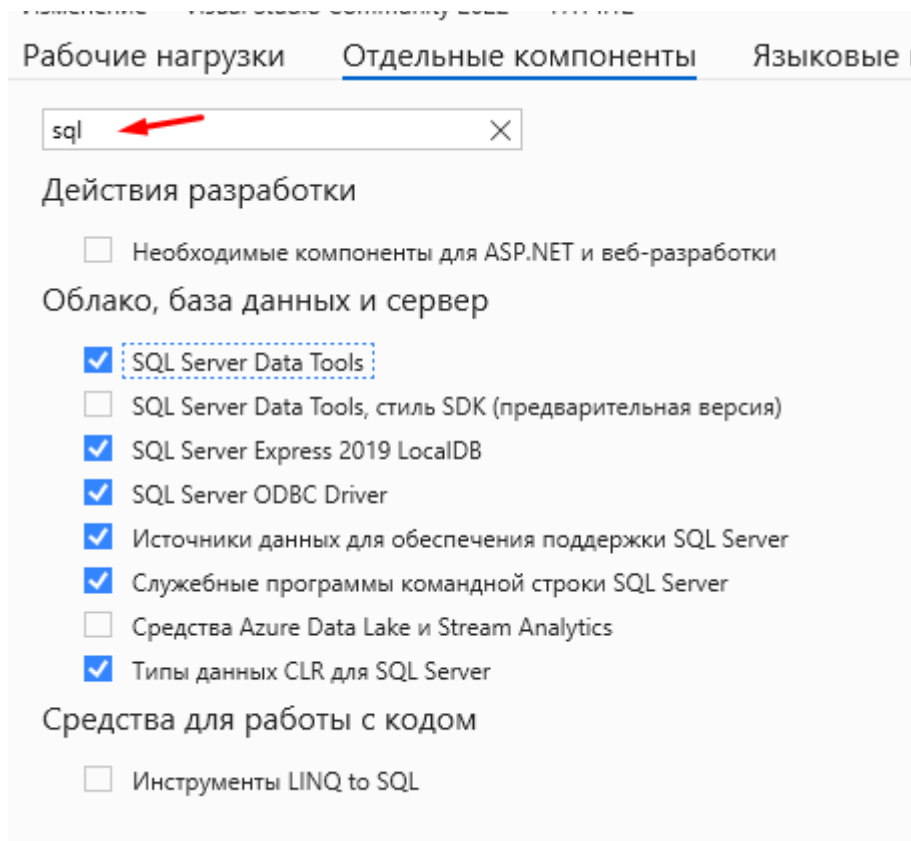 Рабочие нагрузки Отдельные компоненты Языковые
sql
Действия разработки
Необходимые компоненты для ASP.NET и веб-разработки
Облако, база данных и сервер
SQL Server Data Tools
SQL Server Data Tools, стиль SDK (предварительная версия)
SQL Server Express 2019 LocalDB
SQL Server ODBC Driver
Источники данных для обеспечения поддержки SQL Server
Служебные программы командной строки SQL Server
Средства Azure Data Lake и Stream Analytics
Типы данных CLR для SQL Server
Средства для работы с кодом
Инструменты LINQ to SQL